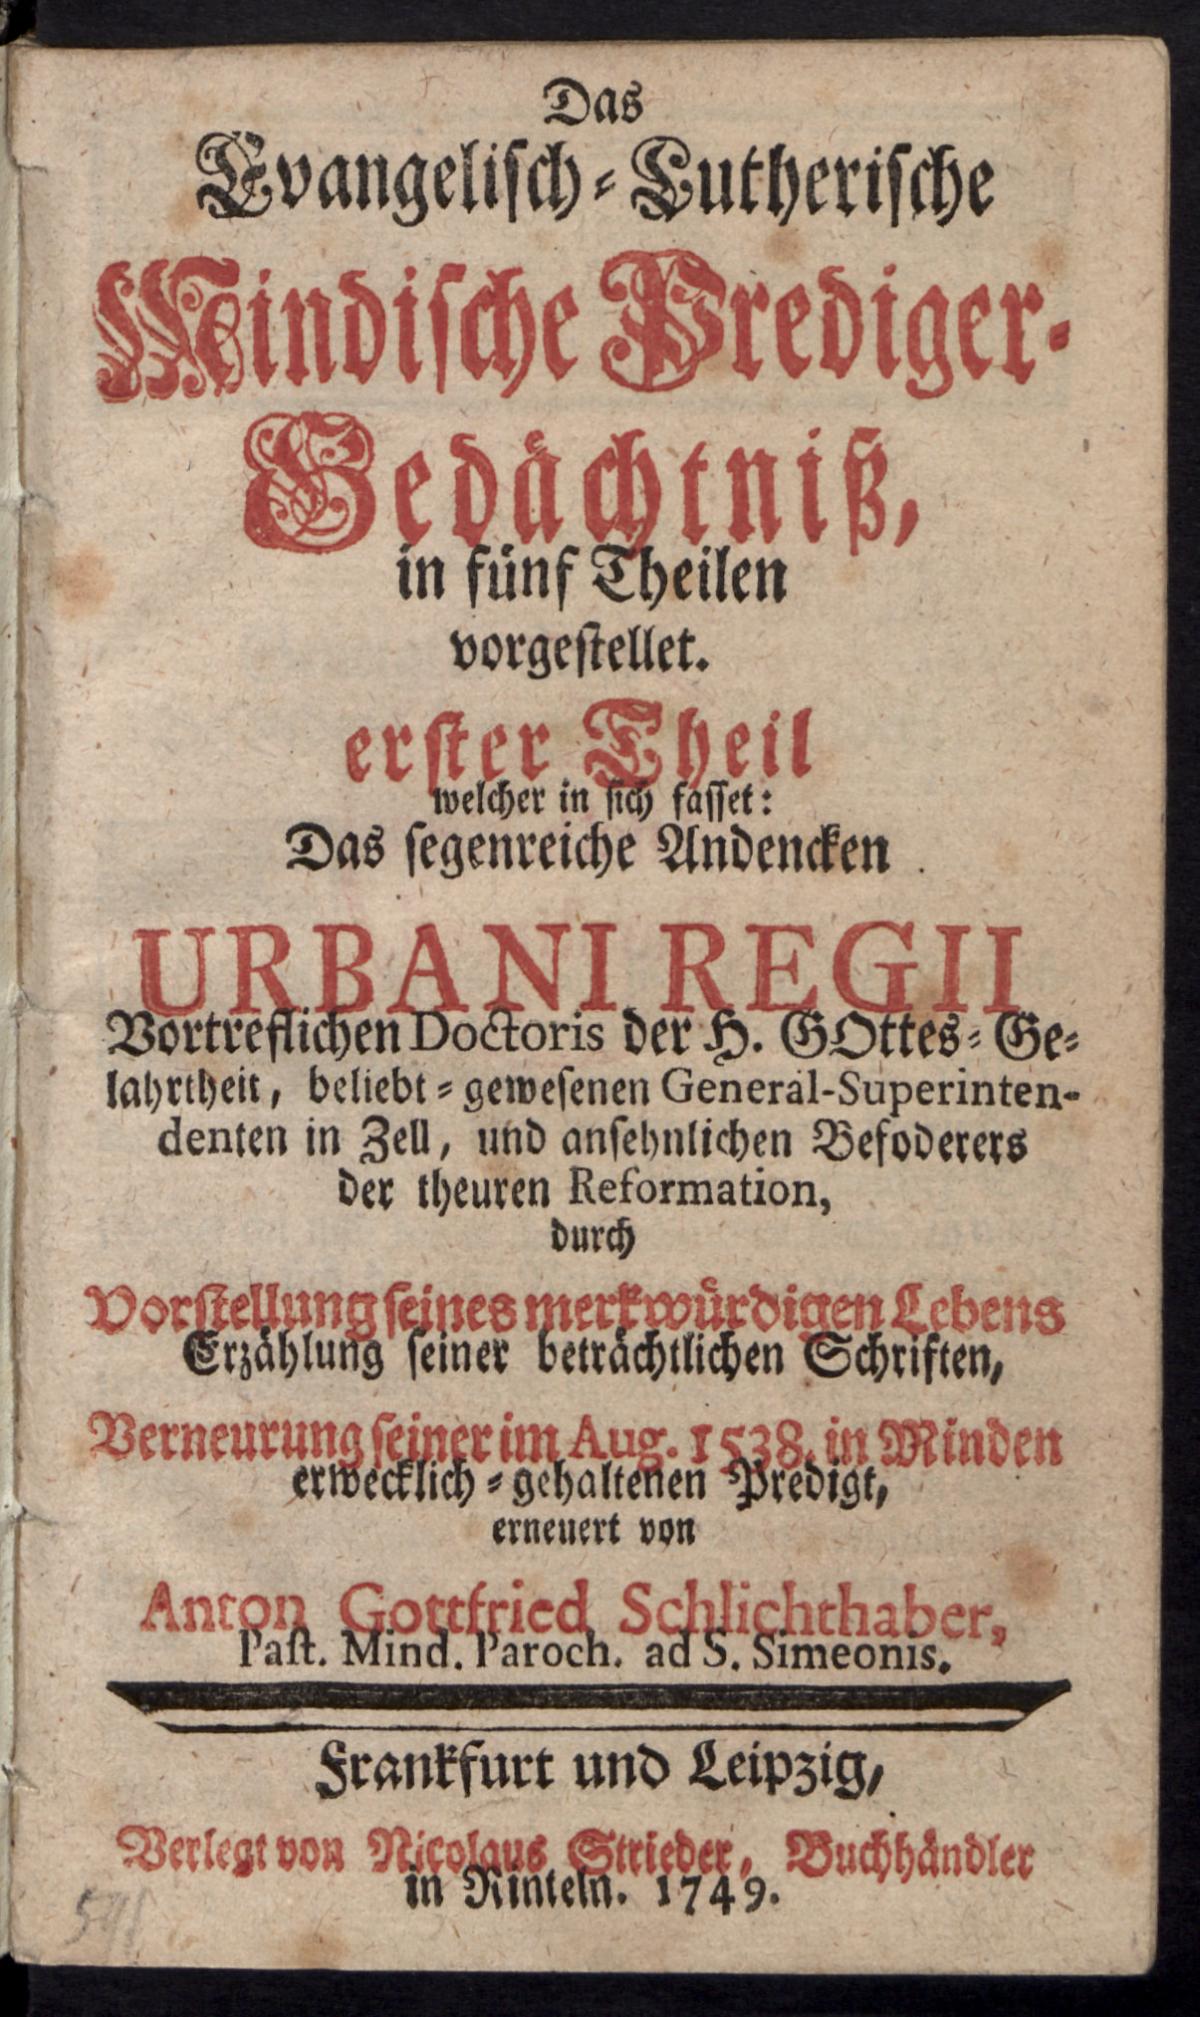 Das
Evangelisch-Lutherische
Mindische Prediger-
Gedächtniß,
in fünf Theilen
vorgestellet.
erster Theil
welcher in sich fasset:
Das segenreiche Andencken
URBANI REGII
Vortreflichen Doctoris der H. GOttes-Ge-
lahrtheit, beliebt-gewesenen General-Superinten-
denten in Zell, und ansehnlichen Befoderers
der theuren Reformation,
durch
Vorstellung seines merkwürdigen Lebens
Erzählung seiner beträchtlichen Schriften,
Verneurung seiner im Aug. 1538. in Minden
erwecklich-gehaltenen Predigt,
erneuert von
Anton Gottfried Schlichthaber,
Past. Mind. Paroch. ad S. Simeonis.
Frankfurt und Leipzig,
Verlegt von Nicolaus Strieder, Buchhändler
in Rinteln. 1749.